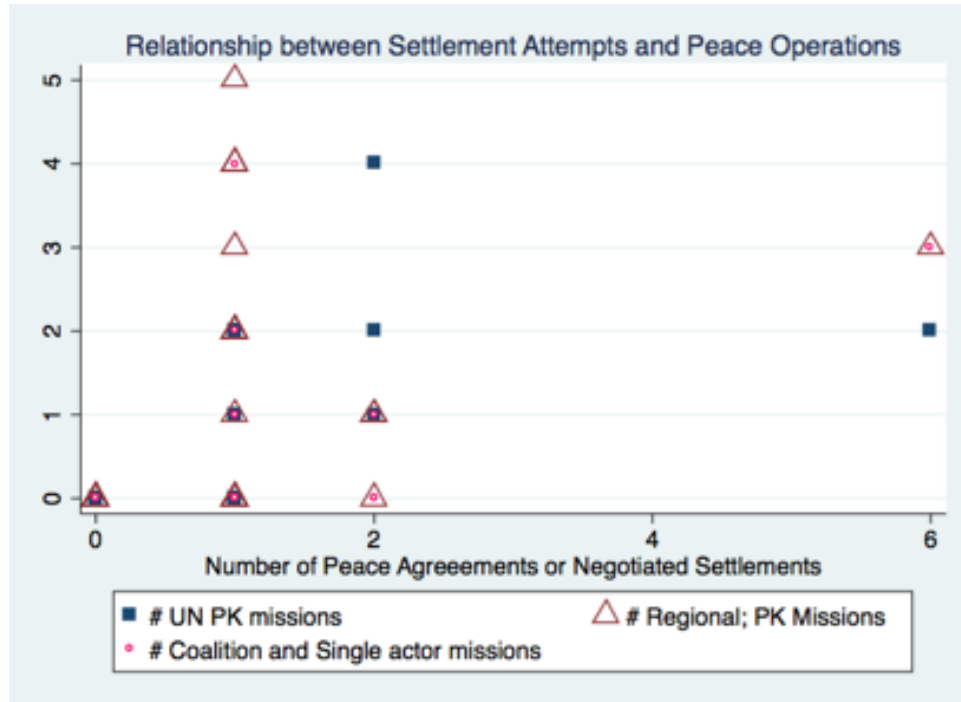 Relationship between Settlement Attempts and Peace Operations
5
4
3
2
1
0
0 2 4 6
Number of Peace Agreeements or Negotiated Settlements
# UN PK missions # Regional; PK Missions
# Coalition and Single actor missions